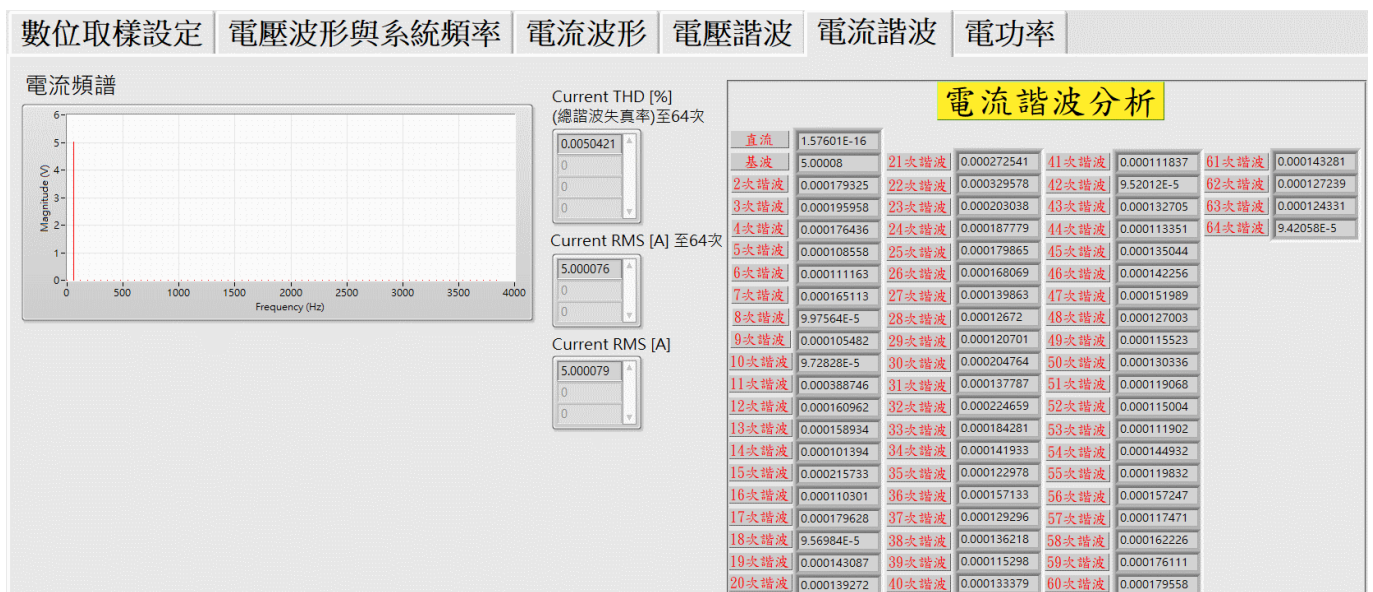 數位取樣設定 電壓波形與系統頻率 電流波形 電壓諧波 電流諧波 電功率
電流頻譜
Magnitude (V)
6
5
4
3
2
1
0
0 500 1000 1500 2000 2500 3000 3500 4000
Frequency (Hz)
Current THD [%]
(總諧波失真率)至64次
0.0050421
0
0
0
Current RMS [A] 至64次
5.000076
0
0
Current RMS [A]
5.000079
0
0
電流諧波分析
直流 1.57601E-16
基波 5.00008 21次諧波 0.000272541 41次諧波 0.000111837 61次諧波 0.000143281
2次諧波 0.000179325 22次諧波 0.000329578 42次諧波 9.52012E-5 62次諧波 0.000127239
3次諧波 0.000195958 23次諧波 0.000203038 43次諧波 0.000132705 63次諧波 0.000124331
4次諧波 0.000176436 24次諧波 0.000187779 44次諧波 0.000113351 64次諧波 9.42058E-5
5次諧波 0.000108558 25次諧波 0.000179865 45次諧波 0.000135044
6次諧波 0.000111163 26次諧波 0.000168069 46次諧波 0.000142256
7次諧波 0.000165113 27次諧波 0.000139863 47次諧波 0.000151989
8次諧波 9.97564E-5 28次諧波 0.00012672 48次諧波 0.000127003
9次諧波 0.000105482 29次諧波 0.000120701 49次諧波 0.000115523
10次諧波 9.72828E-5 30次諧波 0.000204764 50次諧波 0.000130336
11次諧波 0.000388746 31次諧波 0.000137787 51次諧波 0.000119068
12次諧波 0.000160962 32次諧波 0.000224659 52次諧波 0.000115004
13次諧波 0.000158934 33次諧波 0.000184281 53次諧波 0.000111902
14次諧波 0.000101394 34次諧波 0.000141933 54次諧波 0.000144932
15次諧波 0.000215733 35次諧波 0.000122978 55次諧波 0.000119832
16次諧波 0.000110301 36次諧波 0.000157133 56次諧波 0.000157247
17次諧波 0.000179628 37次諧波 0.000129296 57次諧波 0.000117471
18次諧波 9.56984E-5 38次諧波 0.000136218 58次諧波 0.000162226
19次諧波 0.000143087 39次諧波 0.000115298 59次諧波 0.000176111
20次諧波 0.000139272 40次諧波 0.000133379 60次諧波 0.000179558